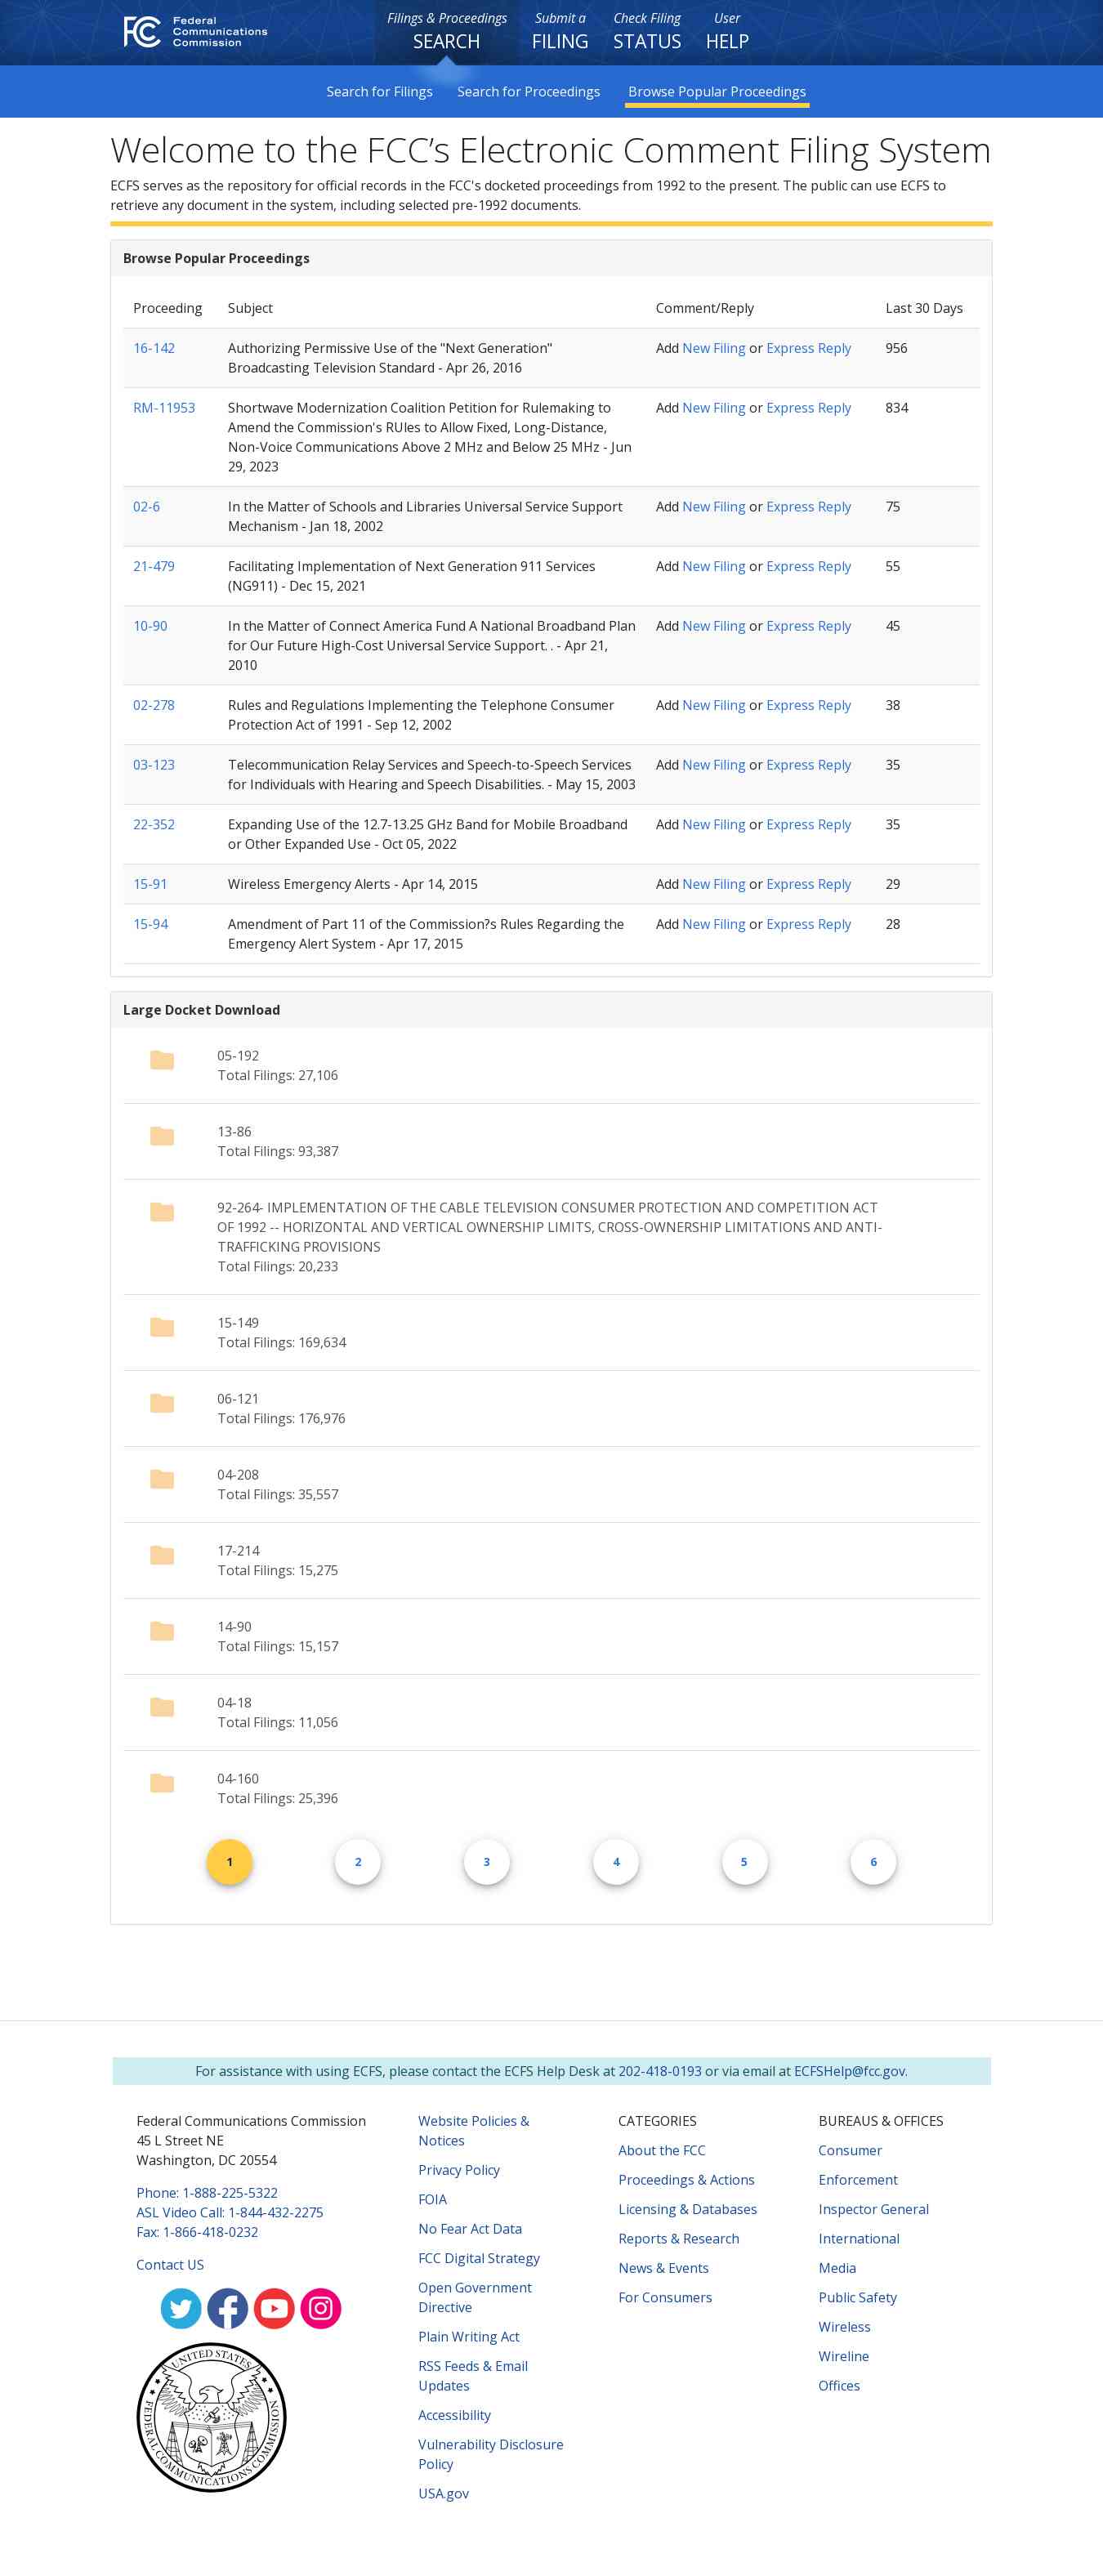 FCC Federal
Communications
Commission
Filings & Proceedings
SEARCH
Submit a
FILING
Check Filing
STATUS
User
HELP
Search for Filings
Search for Proceedings
Browse Popular Proceedings
Welcome to the FCC’s Electronic Comment Filing System
ECFS serves as the repository for official records in the FCC's docketed proceedings from 1992 to the present. The public can use ECFS to
retrieve any document in the system, including selected pre-1992 documents.
Browse Popular Proceedings
Proceeding Subject Comment/Reply Last 30 Days
16-142 Authorizing Permissive Use of the "Next Generation" Add New Filing or Express Reply 956
Broadcasting Television Standard - Apr 26, 2016
RM-11953 Shortwave Modernization Coalition Petition for Rulemaking to Add New Filing or Express Reply 834
Amend the Commission's RUles to Allow Fixed, Long-Distance,
Non-Voice Communications Above 2 MHz and Below 25 MHz - Jun
29, 2023
02-6 In the Matter of Schools and Libraries Universal Service Support Add New Filing or Express Reply 75
Mechanism - Jan 18, 2002
21-479 Facilitating Implementation of Next Generation 911 Services Add New Filing or Express Reply 55
(NG911) - Dec 15, 2021
10-90 In the Matter of Connect America Fund A National Broadband Plan Add New Filing or Express Reply 45
for Our Future High-Cost Universal Service Support. . - Apr 21,
2010
02-278 Rules and Regulations Implementing the Telephone Consumer Add New Filing or Express Reply 38
Protection Act of 1991 - Sep 12, 2002
03-123 Telecommunication Relay Services and Speech-to-Speech Services Add New Filing or Express Reply 35
for Individuals with Hearing and Speech Disabilities. - May 15, 2003
22-352 Expanding Use of the 12.7-13.25 GHz Band for Mobile Broadband Add New Filing or Express Reply 35
or Other Expanded Use - Oct 05, 2022
15-91 Wireless Emergency Alerts - Apr 14, 2015 Add New Filing or Express Reply 29
15-94 Amendment of Part 11 of the Commission?s Rules Regarding the Add New Filing or Express Reply 28
Emergency Alert System - Apr 17, 2015
Large Docket Download
05-192
Total Filings: 27,106
13-86
Total Filings: 93,387
92-264- IMPLEMENTATION OF THE CABLE TELEVISION CONSUMER PROTECTION AND COMPETITION ACT
OF 1992 -- HORIZONTAL AND VERTICAL OWNERSHIP LIMITS, CROSS-OWNERSHIP LIMITATIONS AND ANTI-
TRAFFICKING PROVISIONS
Total Filings: 20,233
15-149
Total Filings: 169,634
06-121
Total Filings: 176,976
04-208
Total Filings: 35,557
17-214
Total Filings: 15,275
14-90
Total Filings: 15,157
04-18
Total Filings: 11,056
04-160
Total Filings: 25,396
1 2 3 4 5 6
For assistance with using ECFS, please contact the ECFS Help Desk at 202-418-0193 or via email at ECFSHelp@fcc.gov.
Federal Communications Commission
45 L Street NE
Washington, DC 20554
Phone: 1-888-225-5322
ASL Video Call: 1-844-432-2275
Fax: 1-866-418-0232
Contact US
UNITED STATES
FEDERAL COMMUNICATIONS COMMISSION
Website Policies &
Notices
Privacy Policy
FOIA
No Fear Act Data
FCC Digital Strategy
Open Government
Directive
Plain Writing Act
RSS Feeds & Email
Updates
Accessibility
Vulnerability Disclosure
Policy
USA.gov
CATEGORIES
About the FCC
Proceedings & Actions
Licensing & Databases
Reports & Research
News & Events
For Consumers
BUREAUS & OFFICES
Consumer
Enforcement
Inspector General
International
Media
Public Safety
Wireless
Wireline
Offices